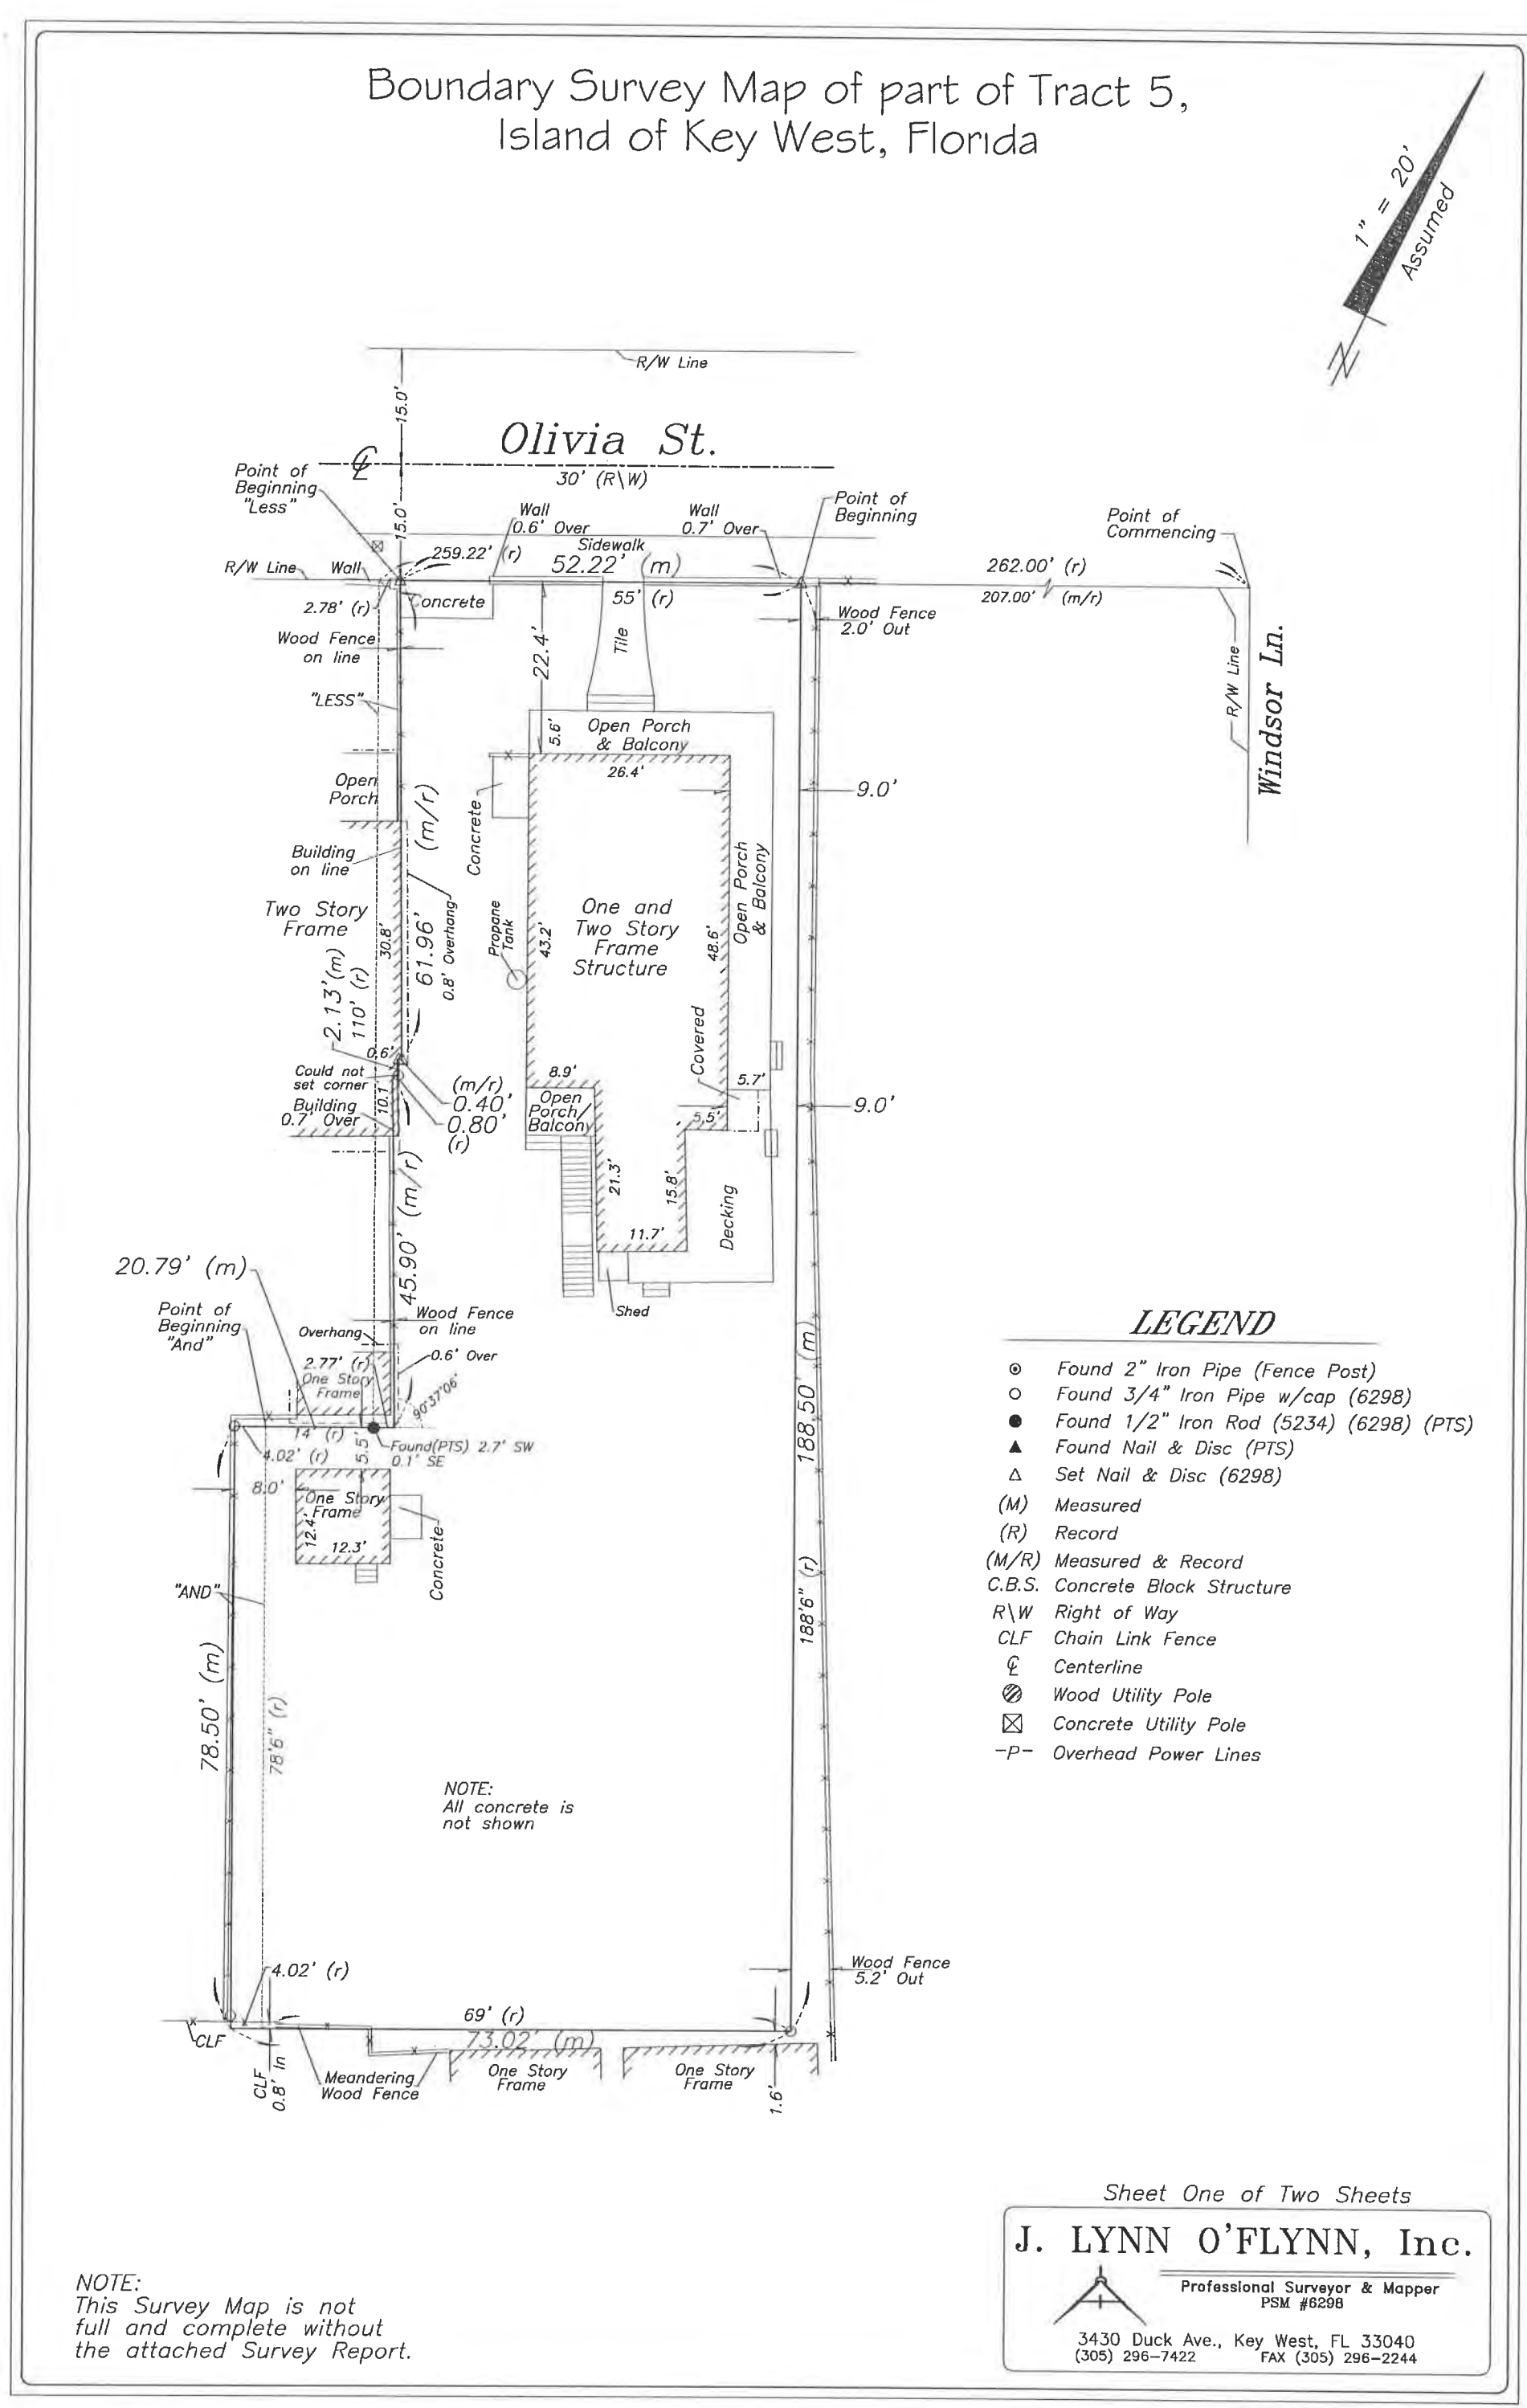 Boundary Survey Map of part of Tract 5,
Island of Key West, Florida
1" = 20'
Assumed
N
R/W Line
15.0'
Olivia St.
30' (R\W)
15.0'
Point of
Beginning
"Less"
Wall
0.6' Over
Wall
0.7' Over
Point of
Beginning
Point of
Commencing
Sidewalk
259.22' (r)
52.22' (m)
55' (r)
262.00' (r)
207.00' (m/r)
R/W Line
Wall
2.78' (r)
Concrete
Wood Fence
on line
"LESS"
Tile
22.4'
Wood Fence
2.0' Out
R/W Line
Windsor Ln.
Open Porch
& Balcony
5.6'
26.4'
9.0'
Open
Porch
Concrete
Building
on line
Two Story
Frame
30.8'
61.96' (m/r)
0.8' Overhang
Propane
Tank
43.2'
One and
Two Story
Frame
Structure
48.6'
Open Porch
& Balcony
2.13'(m)
110' (r)
0.6'
Could not
set corner
10.1'
Building
0.7' Over
(m/r)
0.40'
0.80'
(r)
8.9'
Open
Porch/
Balcony
Covered
5.7'
5.5'
9.0'
21.3'
15.8'
11.7'
Decking
Shed
45.90' (m/r)
20.79' (m)
Point of
Beginning
"And"
Overhang
Wood Fence
on line
0.6' Over
2.77' (r)
One Story
Frame
90°37'06"
14' (r)
4.02' (r)
5.5'
Found(PTS) 2.7' SW
0.1' SE
8.0'
One Story
Frame
12.4'
12.3'
Concrete
"AND"
78.50' (m)
78'6" (r)
188.50' (m)
188'6" (r)
NOTE:
All concrete is
not shown
4.02' (r)
69' (r)
73.02' (m)
Wood Fence
5.2' Out
CLF
CLF
0.8' In
Meandering
Wood Fence
One Story
Frame
One Story
Frame
1.6'
LEGEND
Found 2" Iron Pipe (Fence Post)
Found 3/4" Iron Pipe w/cap (6298)
Found 1/2" Iron Rod (5234) (6298) (PTS)
Found Nail & Disc (PTS)
Set Nail & Disc (6298)
(M) Measured
(R) Record
(M/R) Measured & Record
C.B.S. Concrete Block Structure
R\W Right of Way
CLF Chain Link Fence
℄ Centerline
Wood Utility Pole
Concrete Utility Pole
-P- Overhead Power Lines
Sheet One of Two Sheets
J. LYNN O'FLYNN, Inc.
Professional Surveyor & Mapper
PSM #6298
3430 Duck Ave., Key West, FL 33040
(305) 296-7422 FAX (305) 296-2244
NOTE:
This Survey Map is not
full and complete without
the attached Survey Report.